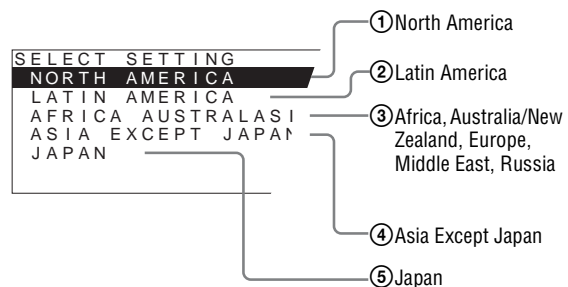 SELECT SETTING
NORTH AMERICA
LATIN AMERICA
AFRICA AUSTRALASI
ASIA EXCEPT JAPAN
JAPAN
①North America
②Latin America
③Africa, Australia/New
Zealand, Europe,
Middle East, Russia
④Asia Except Japan
⑤Japan